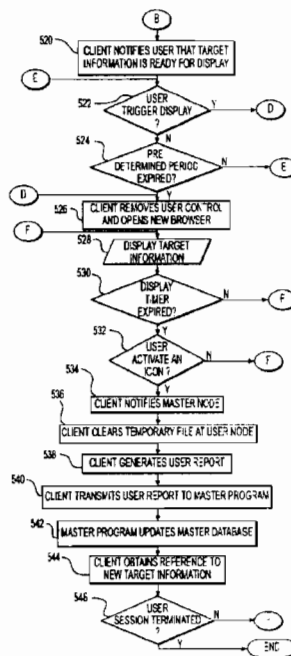 B
520
CLIENT NOTIFIES USER THAT TARGET
INFORMATION IS READY FOR DISPLAY
E
522
USER
TRIGGER DISPLAY
?
Y
D
N
524
PRE
DETERMINED PERIOD
EXPIRED?
N
E
D
Y
526
CLIENT REMOVES USER CONTROL
AND OPENS NEW BROWSER
F
528
DISPLAY TARGET
INFORMATION
530
DISPLAY
TIMER
EXPIRED?
N
F
Y
532
USER
ACTIVATE AN
ICON ?
N
F
Y
534
CLIENT NOTIFIES MASTER NODE
536
CLIENT CLEARS TEMPORARY FILE AT USER NODE
538
CLIENT GENERATES USER REPORT
540
CLIENT TRANSMITS USER REPORT TO MASTER PROGRAM
542
MASTER PROGRAM UPDATES MASTER DATABASE
544
CLIENT OBTAINS REFERENCE TO
NEW TARGET INFORMATION
546
USER
SESSION TERMINATED
?
N
Y
END